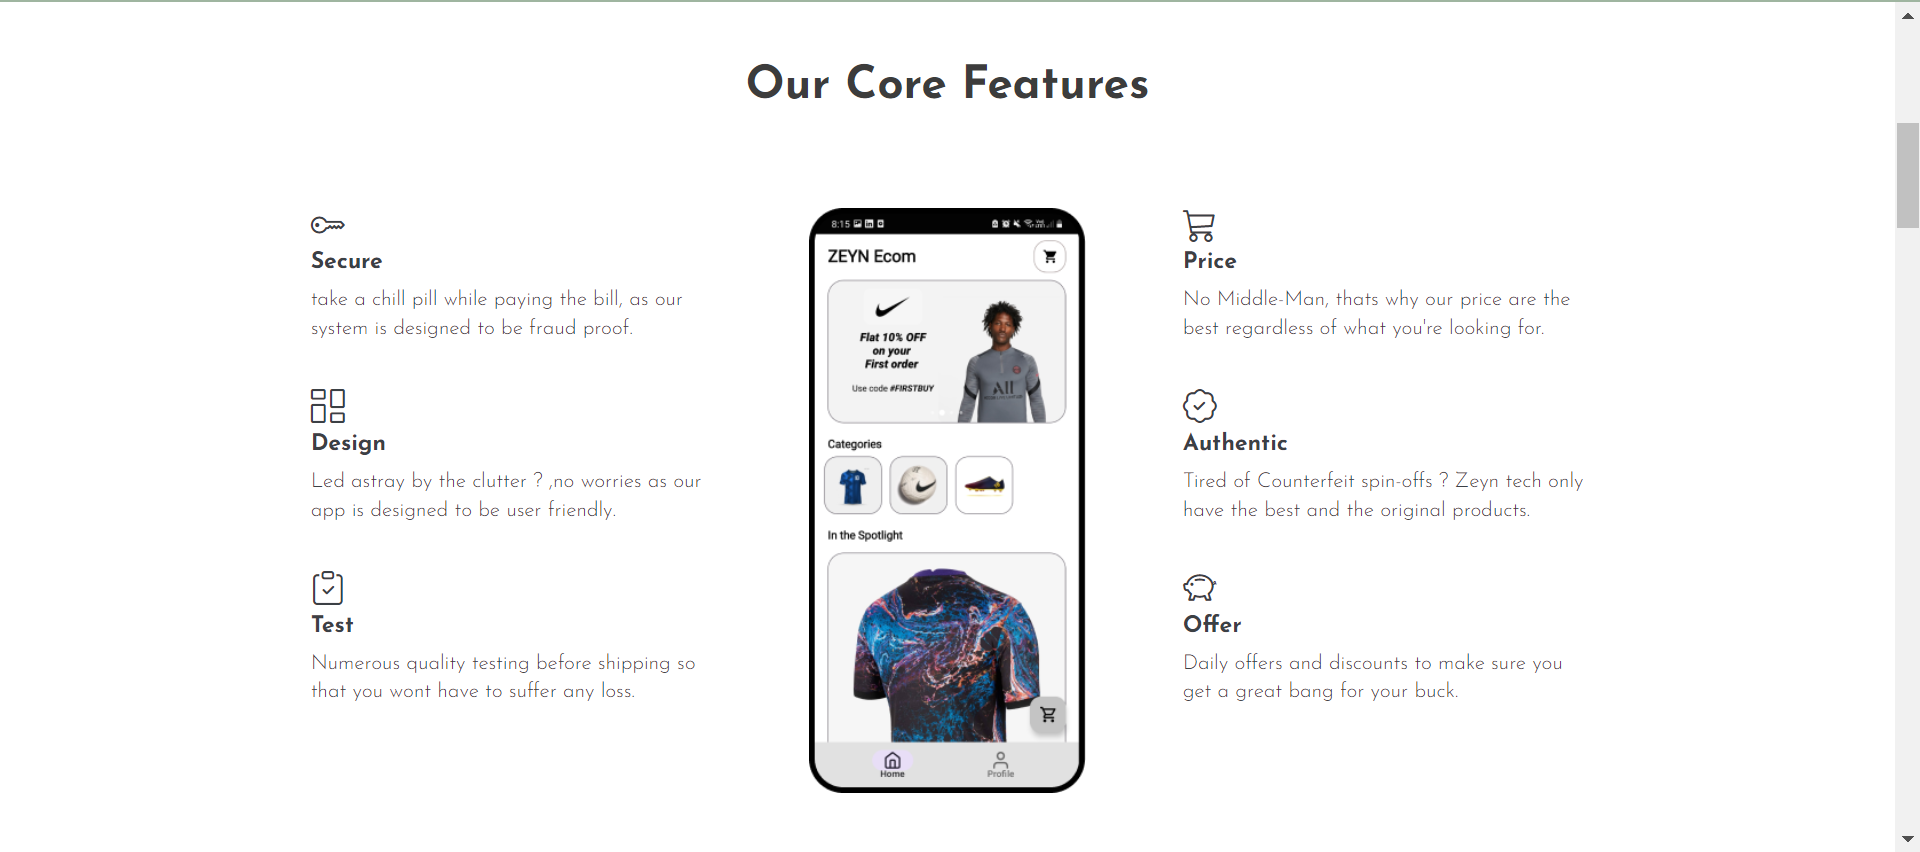 Our Core Features
Secure
take a chill pill while paying the bill, as our
system is designed to be fraud proof.
Design
Led astray by the clutter ? ,no worries as our
app is designed to be user friendly.
Test
Numerous quality testing before shipping so
that you wont have to suffer any loss.
8:15
ZEYN Ecom
Flat 10% OFF
on your
First order
Use code #FIRSTBUY
All
Categories
In the Spotlight
Home
Profile
Price
No Middle-Man, thats why our price are the
best regardless of what you're looking for.
Authentic
Tired of Counterfeit spin-offs ? Zeyn tech only
have the best and the original products.
Offer
Daily offers and discounts to make sure you
get a great bang for your buck.